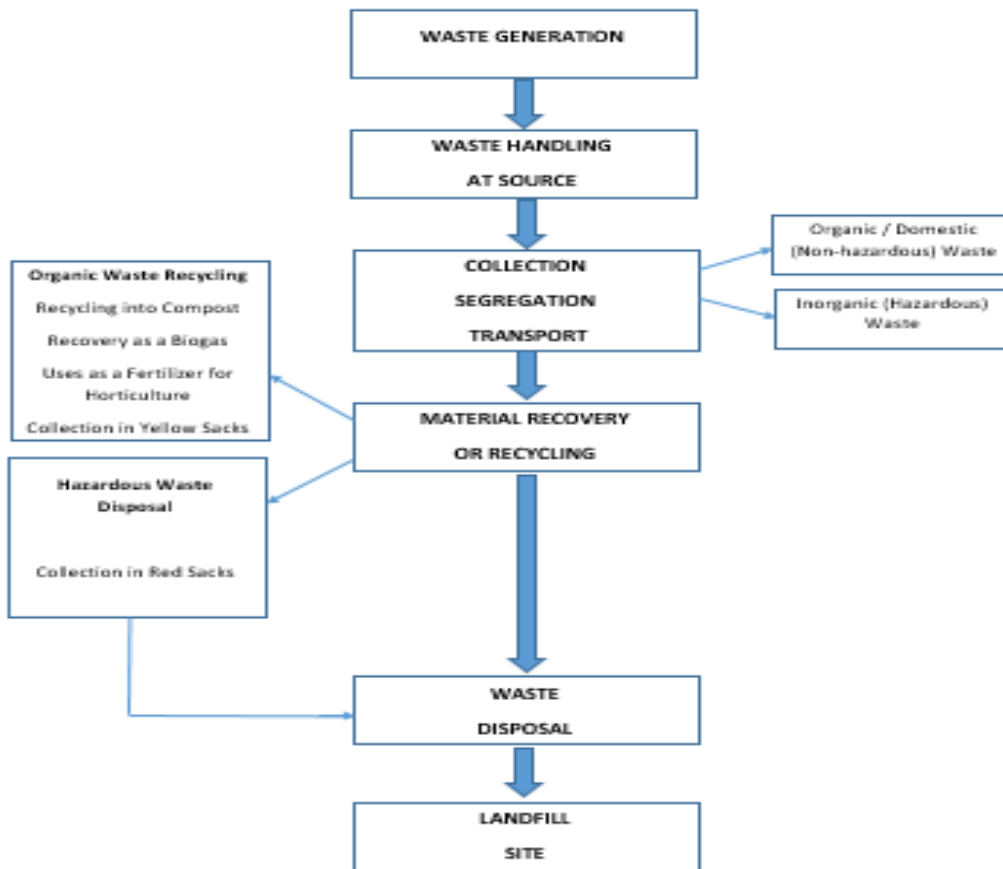 WASTE GENERATION
WASTE HANDLING
AT SOURCE
COLLECTION
SEGREGATION
TRANSPORT
Organic / Domestic
(Non-hazardous) Waste
Inorganic (Hazardous)
Waste
Organic Waste Recycling
Recycling into Compost
Recovery as a Biogas
Uses as a Fertilizer for
Horticulture
Collection in Yellow Sacks
MATERIAL RECOVERY
OR RECYCLING
Hazardous Waste
Disposal
Collection in Red Sacks
WASTE
DISPOSAL
LANDFILL
SITE